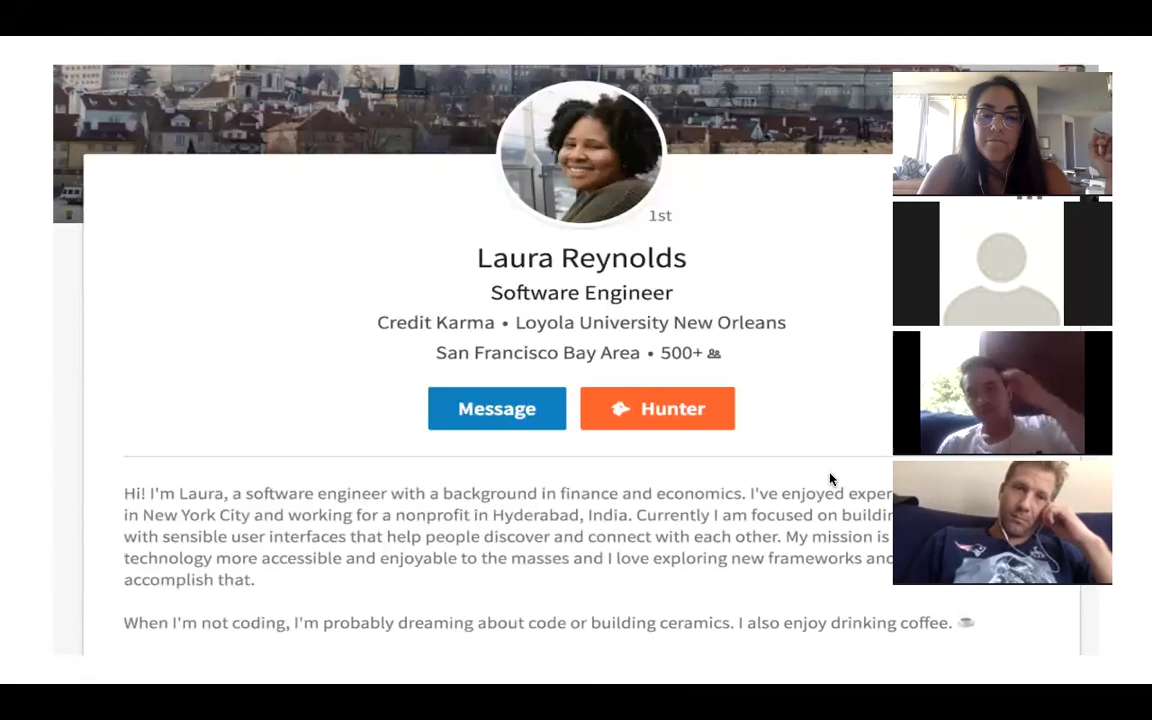 1st
Laura Reynolds
Software Engineer
Credit Karma • Loyola University New Orleans
San Francisco Bay Area • 500+
Message
Hunter
Hi! I'm Laura, a software engineer with a background in finance and economics. I've enjoyed exper
in New York City and working for a nonprofit in Hyderabad, India. Currently I am focused on buildin
with sensible user interfaces that help people discover and connect with each other. My mission is
technology more accessible and enjoyable to the masses and I love exploring new frameworks and
accomplish that.
When I'm not coding, I'm probably dreaming about code or building ceramics. I also enjoy drinking coffee. ☕